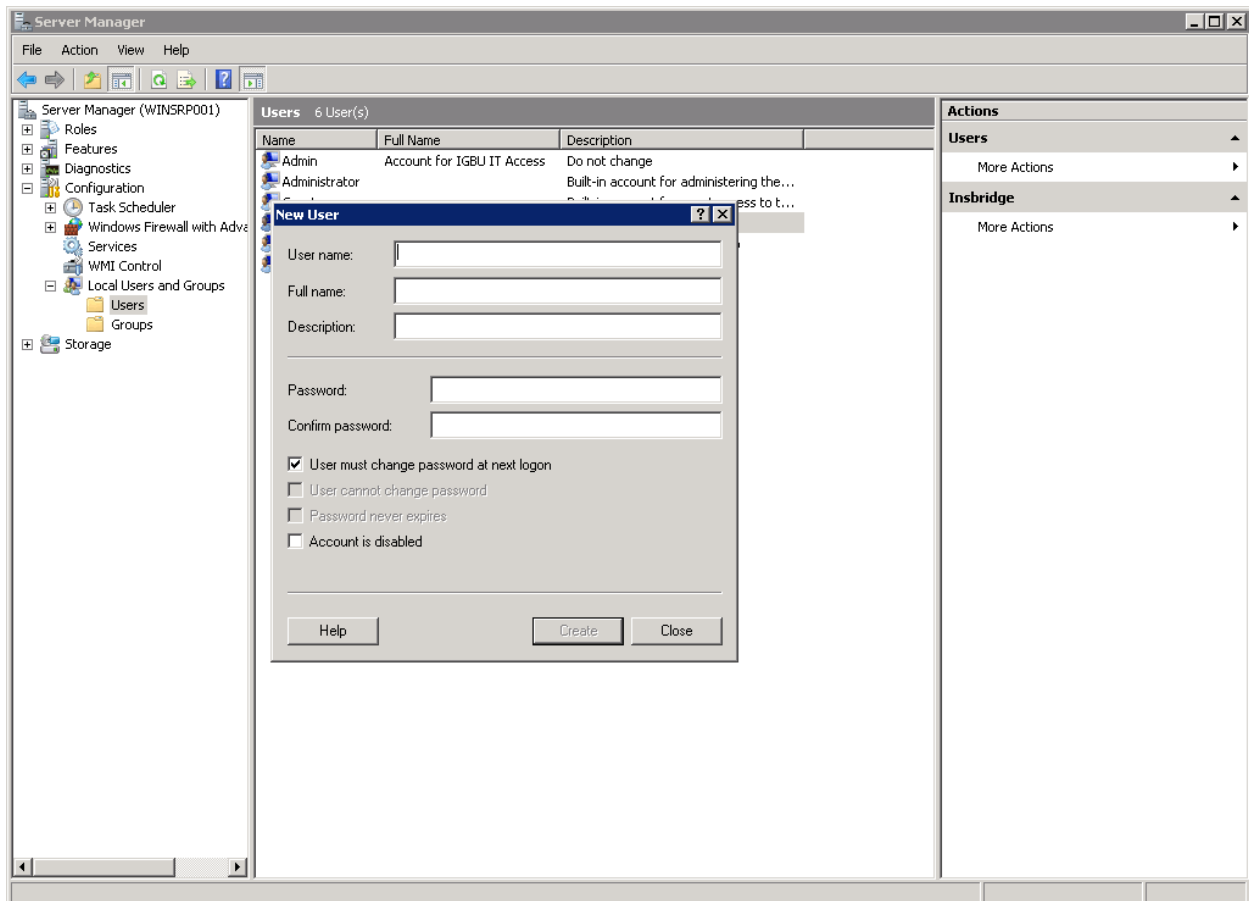 Server Manager
File Action View Help
Server Manager (WINSRP001)
Roles
Features
Diagnostics
Configuration
Task Scheduler
Windows Firewall with Adva
Services
WMI Control
Local Users and Groups
Users
Groups
Storage
Users 6 User(s)
Name Full Name Description
Admin Account for IGBU IT Access Do not change
Administrator Built-in account for administering the...
ess to t...
New User
User name:
Full name:
Description:
Password:
Confirm password:
User must change password at next logon
User cannot change password
Password never expires
Account is disabled
Help Create Close
Actions
Users
More Actions
Insbridge
More Actions